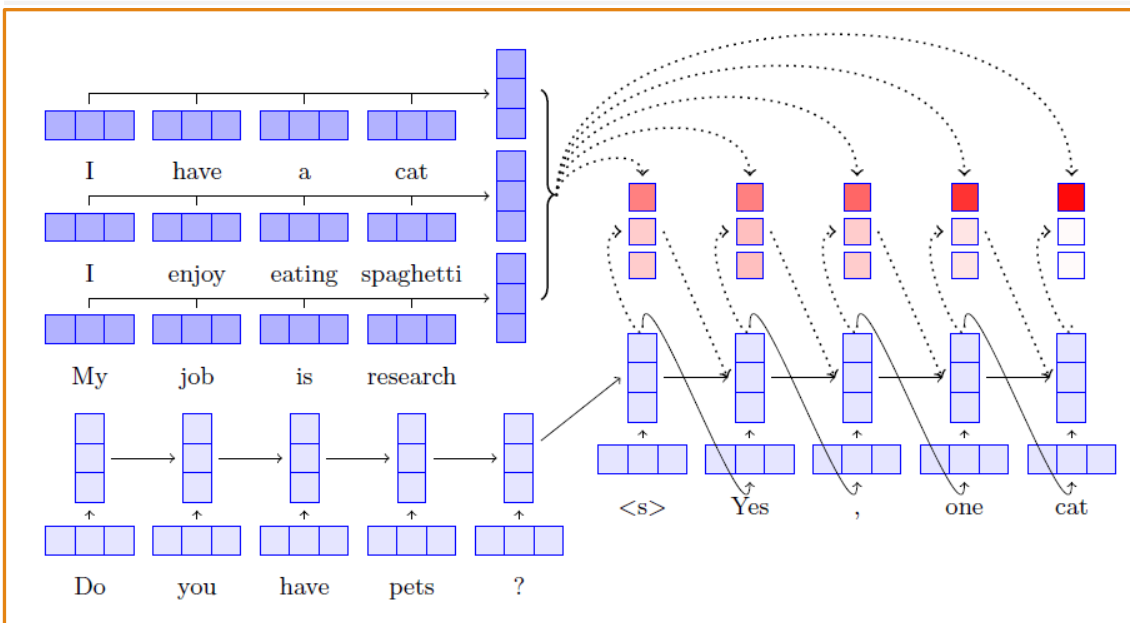 I have a cat
I enjoy eating spaghetti
My job is research
Do you have pets ?
<s> Yes , one cat